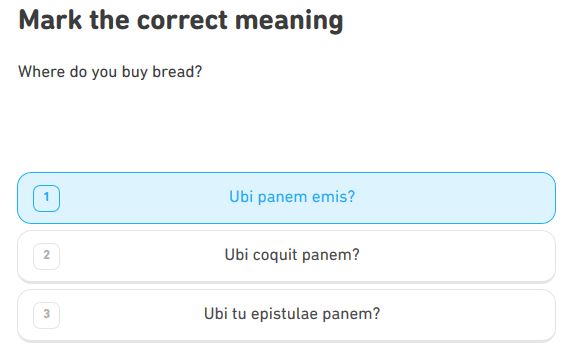 Mark the correct meaning
Where do you buy bread?
1 Ubi panem emis?
2 Ubi coquit panem?
3 Ubi tu epistulae panem?